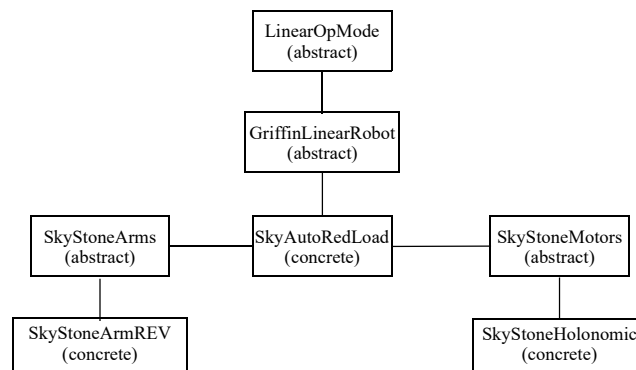 LinearOpMode
(abstract)
GriffinLinearRobot
(abstract)
SkyStoneArms
(abstract)
SkyAutoRedLoad
(concrete)
SkyStoneMotors
(abstract)
SkyStoneArmREV
(concrete)
SkyStoneHolonomic
(concrete)